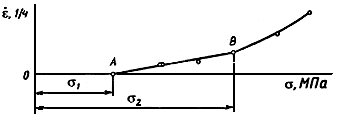 ε̇, 1/ч
A
B
0
σ₁
σ₂
σ, МПа